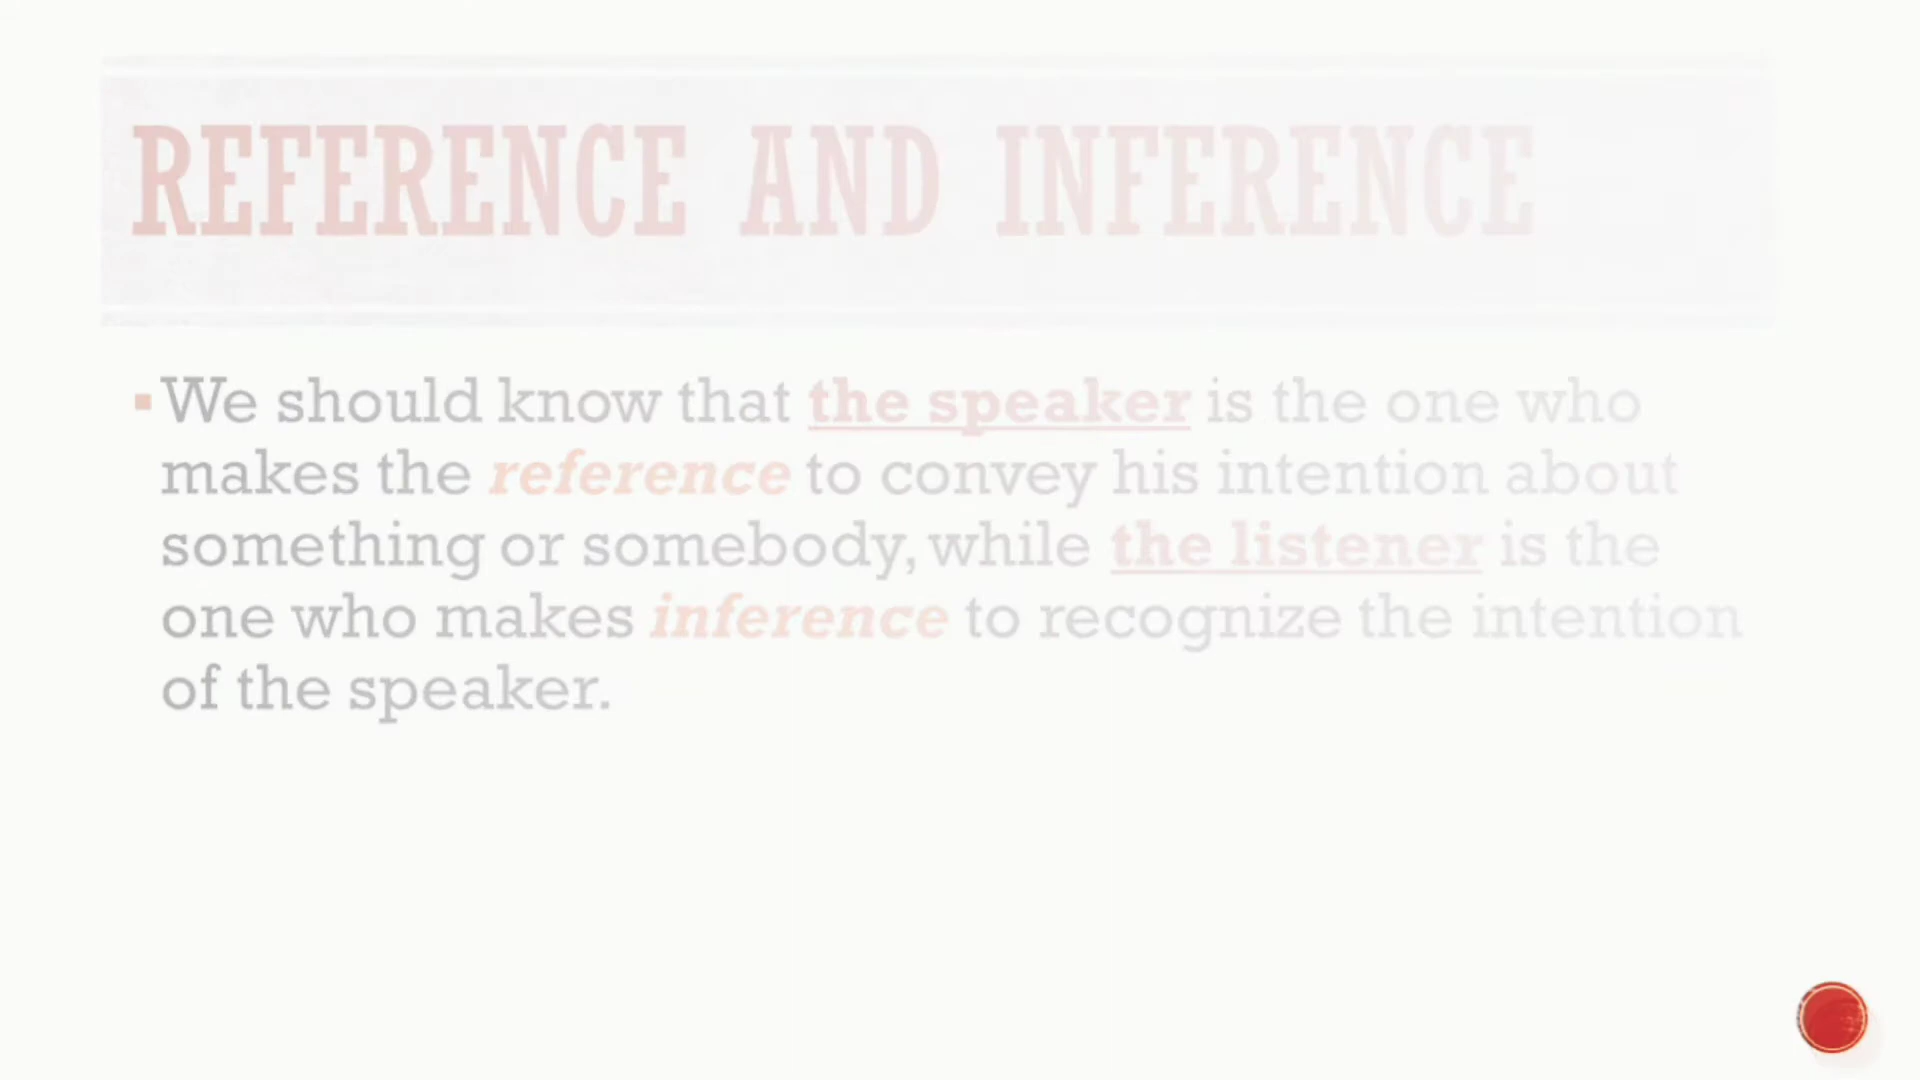 REFERENCE AND INFERENCE
▪ We should know that the speaker is the one who
makes the reference to convey his intention about
something or somebody, while the listener is the
one who makes inference to recognize the intention
of the speaker.